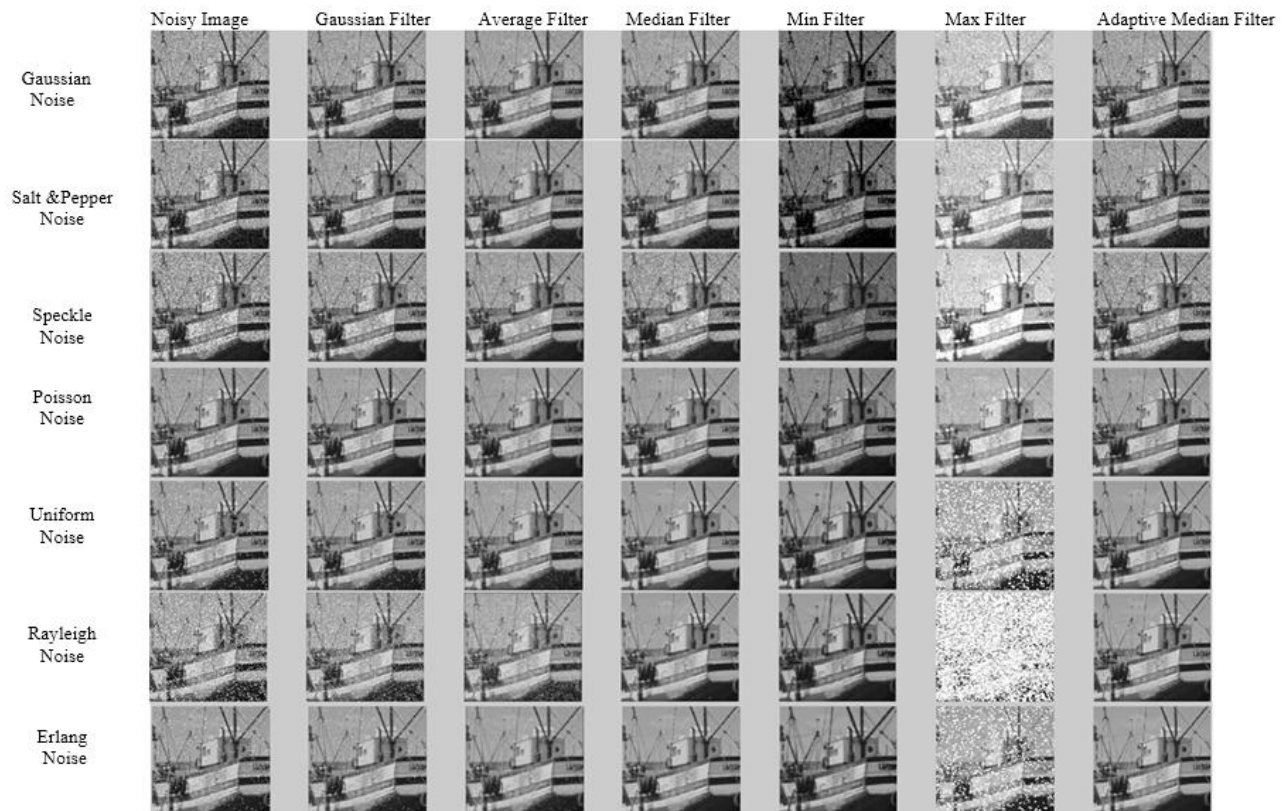 Noisy Image Gaussian Filter Average Filter Median Filter Min Filter Max Filter Adaptive Median Filter
Gaussian
Noise
Salt &Pepper
Noise
Speckle
Noise
Poisson
Noise
Uniform
Noise
Rayleigh
Noise
Erlang
Noise